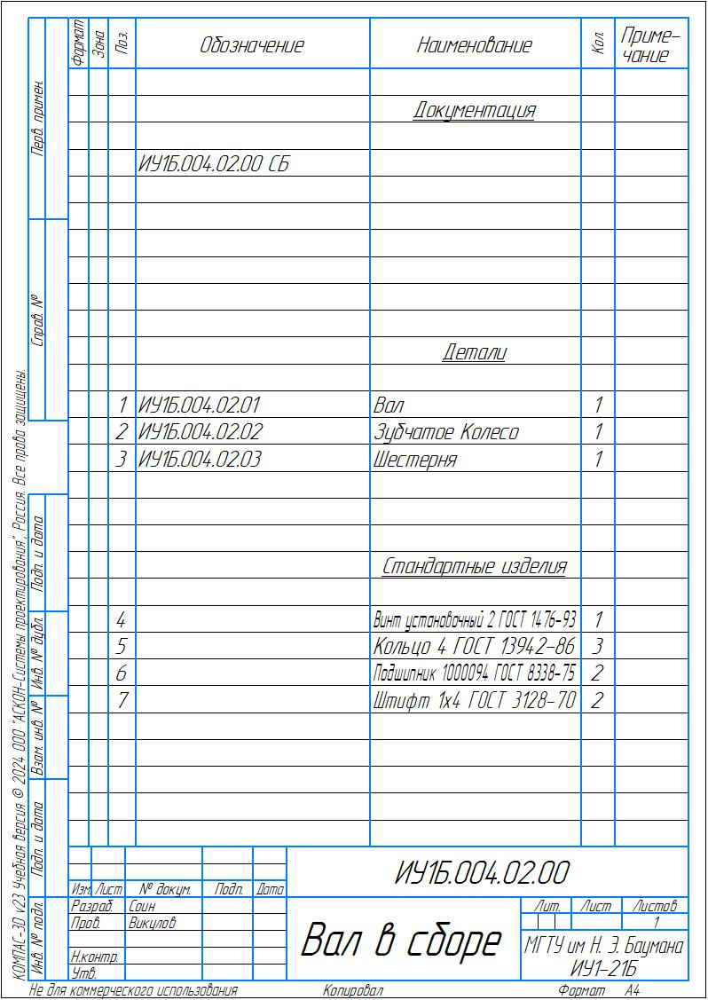 Формат Зона Поз. Обозначение Наименование Кол. Приме-
чание
Документация
ИУ1Б.004.02.00 СБ
Детали
1 ИУ1Б.004.02.01 Вал 1
2 ИУ1Б.004.02.02 Зубчатое Колесо 1
3 ИУ1Б.004.02.03 Шестерня 1
Стандартные изделия
4 Винт установочный 2 ГОСТ 1476-93 1
5 Кольцо 4 ГОСТ 13942-86 3
6 Подшипник 1000094 ГОСТ 8338-75 2
7 Штифт 1х4 ГОСТ 3128-70 2
Перв. примен.
Справ. №
Подп. и дата
Инв. № дубл.
Взам. инв. №
Подп. и дата
Инв. № подл.
КОМПАС-3D v23 Учебная версия © 2024 ООО "АСКОН-Системы проектирования", Россия. Все права защищены.
ИУ1Б.004.02.00
Изм. Лист № докум. Подп. Дата
Разраб. Соин
Пров. Викулов
Н.контр.
Утв.
Вал в сборе
Лит. Лист Листов
1
МГТУ им Н. Э. Баумана
ИУ1-21Б
Не для коммерческого использования Копировал Формат А4